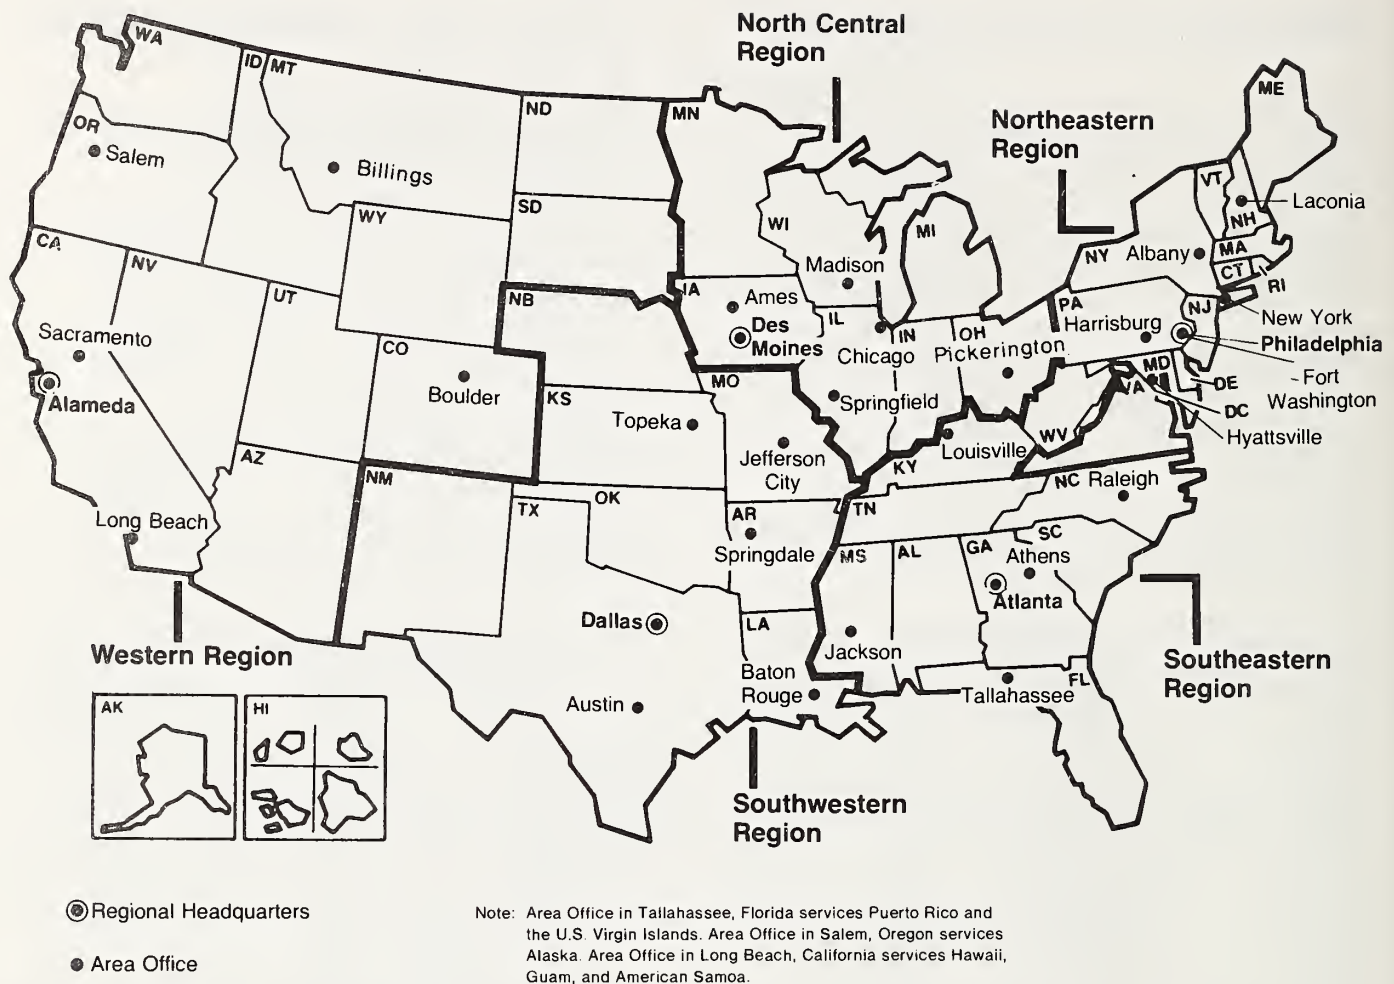 North Central
Region
Northeastern
Region
WA
ID
MT
ND
MN
ME
OR
Salem
Billings
SD
WY
WI
MI
VT
NH
Laconia
CA
NV
UT
NB
IA
Madison
NY
Albany
MA
CT
RI
Ames
Des
Moines
IL
IN
OH
PA
NJ
New York
Sacramento
CO
Chicago
Pickerington
Harrisburg
Philadelphia
Alameda
Boulder
KS
MO
Springfield
MD
VA
DE
Fort
Washington
DC
Topeka
Hyattsville
WV
Louisville
Jefferson
City
KY
AZ
NM
OK
TX
AR
TN
NC
Raleigh
Long Beach
Springdale
MS
AL
GA
SC
Athens
Atlanta
Dallas
LA
Western Region
Jackson
Southeastern
Region
Baton
Rouge
FL
Tallahassee
Austin
AK
HI
Southwestern
Region
Regional Headquarters
Area Office
Note: Area Office in Tallahassee, Florida services Puerto Rico and
the U.S. Virgin Islands. Area Office in Salem, Oregon services
Alaska. Area Office in Long Beach, California services Hawaii,
Guam, and American Samoa.